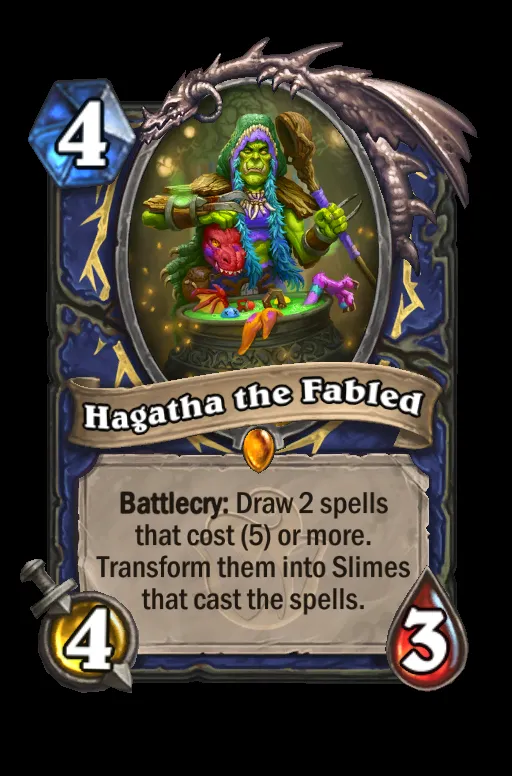 4
Hagatha the Fabled
Battlecry: Draw 2 spells
that cost (5) or more.
Transform them into Slimes
that cast the spells.
4
3